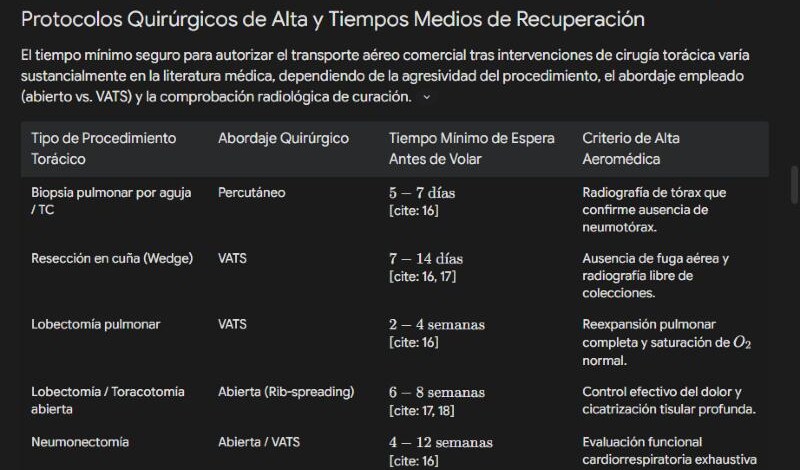 Protocolos Quirúrgicos de Alta y Tiempos Medios de Recuperación
El tiempo mínimo seguro para autorizar el transporte aéreo comercial tras intervenciones de cirugía torácica varía
sustancialmente en la literatura médica, dependiendo de la agresividad del procedimiento, el abordaje empleado
(abierto vs. VATS) y la comprobación radiológica de curación.
Tipo de Procedimiento
Torácico
Abordaje Quirúrgico
Tiempo Mínimo de Espera
Antes de Volar
Criterio de Alta
Aeromédica
Biopsia pulmonar por aguja
/ TC
Percutáneo
5 – 7 días
[cite: 16]
Radiografía de tórax que
confirme ausencia de
neumotórax.
Resección en cuña (Wedge)
VATS
7 – 14 días
[cite: 16, 17]
Ausencia de fuga aérea y
radiografía libre de
colecciones.
Lobectomía pulmonar
VATS
2 – 4 semanas
[cite: 16]
Reexpansión pulmonar
completa y saturación de O₂
normal.
Lobectomía / Toracotomía
abierta
Abierta (Rib-spreading)
6 – 8 semanas
[cite: 17, 18]
Control efectivo del dolor y
cicatrización tisular profunda.
Neumonectomía
Abierta / VATS
4 – 12 semanas
[cite: 16]
Evaluación funcional
cardiorrespiratoria exhaustiva